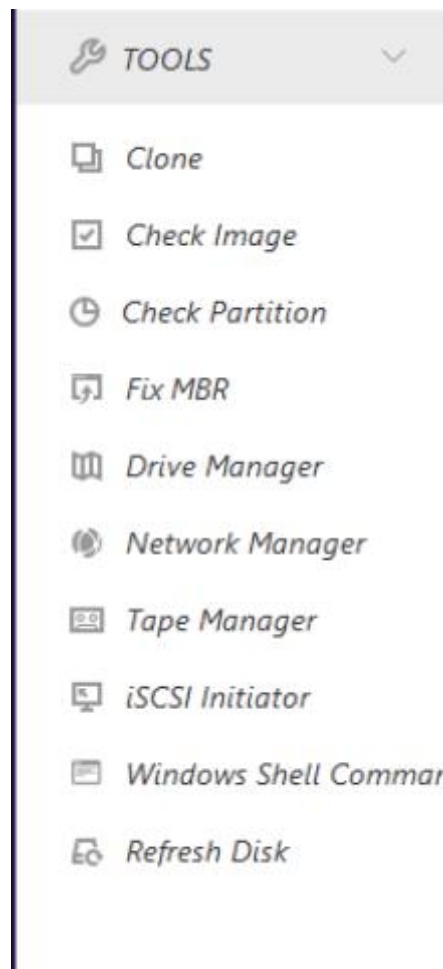 TOOLS
Clone
Check Image
Check Partition
Fix MBR
Drive Manager
Network Manager
Tape Manager
iSCSI Initiator
Windows Shell Commar
Refresh Disk